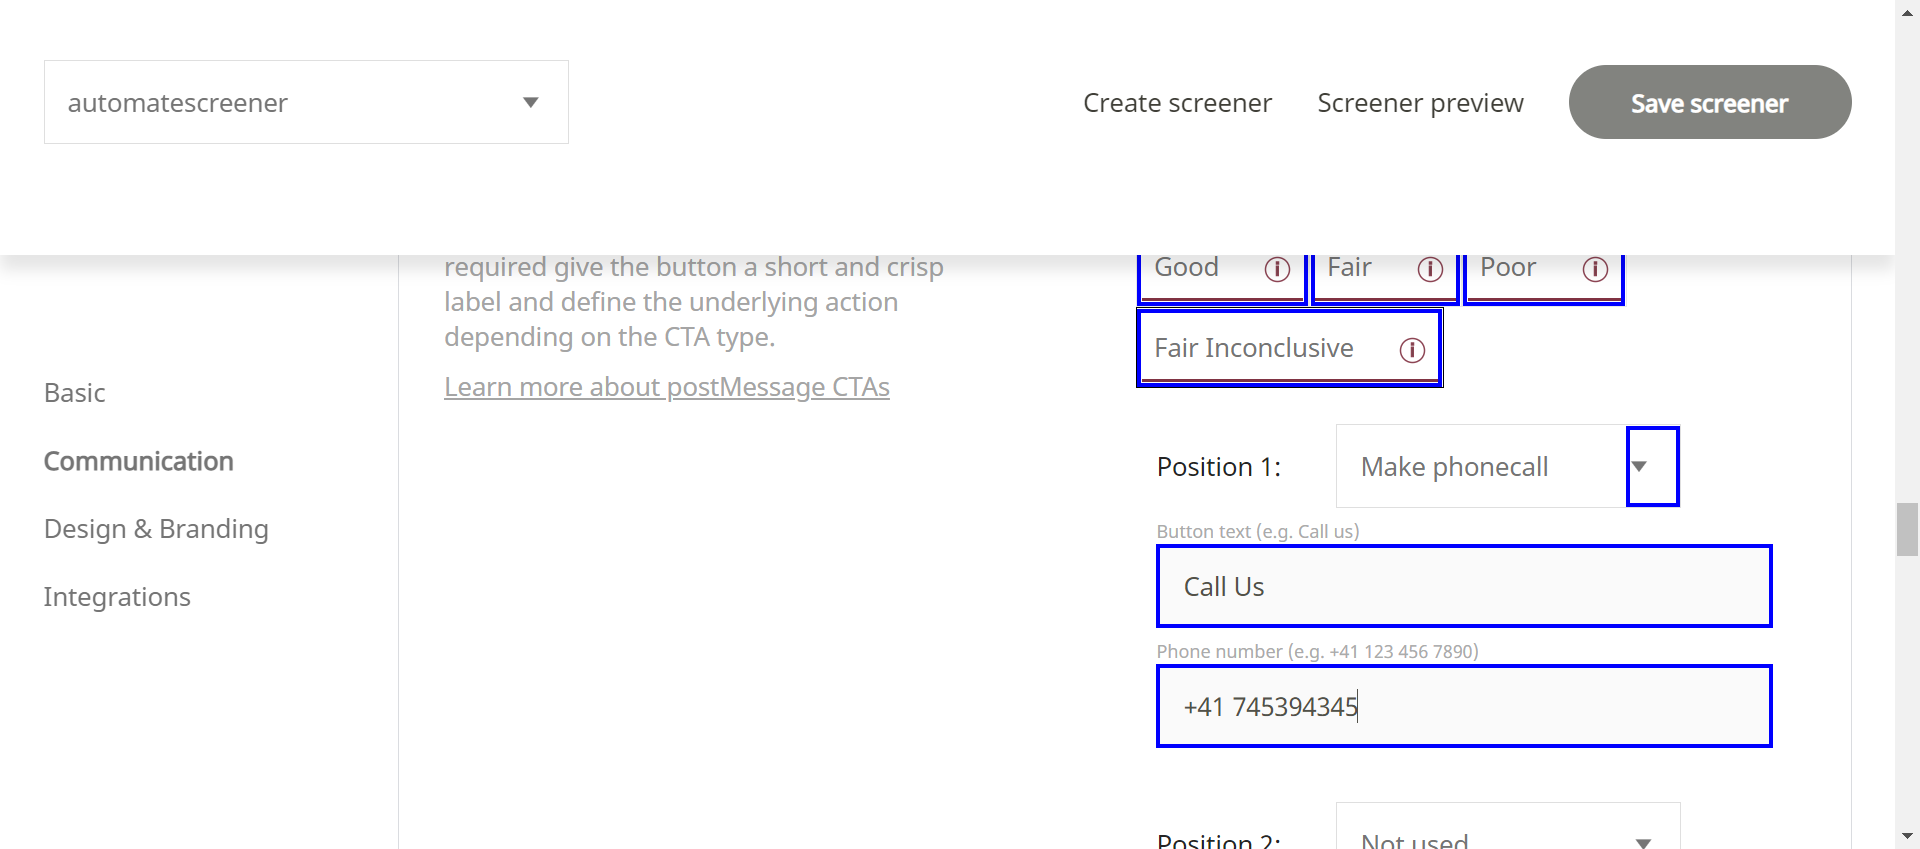 automatescreener
Create screener
Screener preview
Save screener
required give the button a short and crisp
label and define the underlying action
depending on the CTA type.
Learn more about postMessage CTAs
Basic
Communication
Design & Branding
Integrations
Good
Fair
Poor
Fair Inconclusive
Position 1:
Make phonecall
Button text (e.g. Call us)
Call Us
Phone number (e.g. +41 123 456 7890)
+41 745394345
Position 2:
Not used